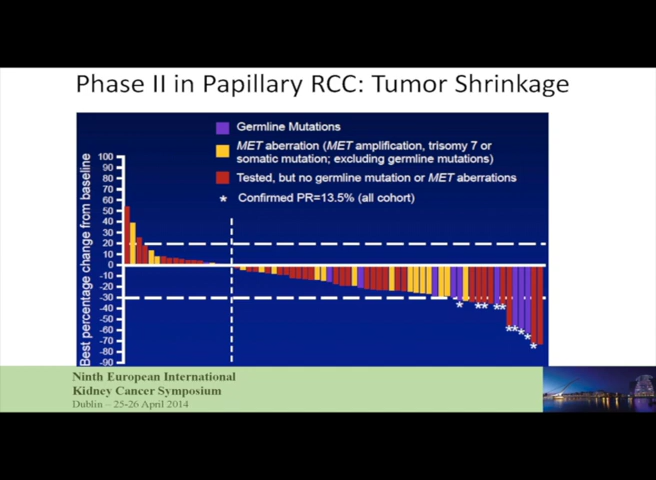 Phase II in Papillary RCC: Tumor Shrinkage
Germline Mutations
MET aberration (MET amplification, trisomy 7 or
somatic mutation; excluding germline mutations)
Tested, but no germline mutation or MET aberrations
* Confirmed PR=13.5% (all cohort)
Best percentage change from baseline
100
90
80
70
60
50
40
30
20
10
0
-10
-20
-30
-40
-50
-60
-70
-80
-90
Ninth European International
Kidney Cancer Symposium
Dublin – 25-26 April 2014